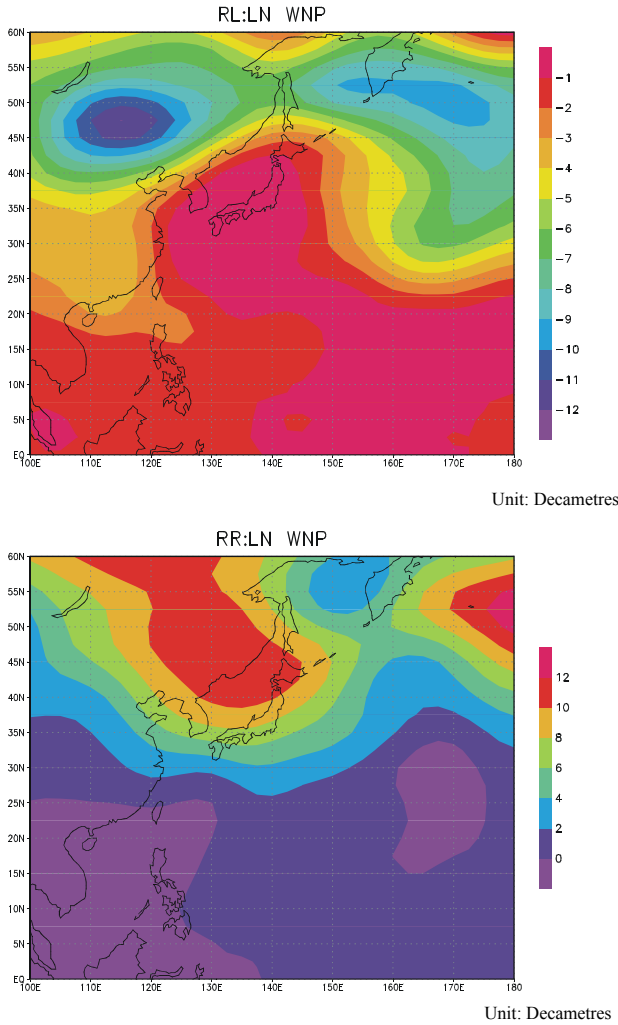 RL:LN WNP
60N
55N
50N
45N
40N
35N
30N
25N
20N
15N
10N
5N
EQ
100E 110E 120E 130E 140E 150E 160E 170E 180
−1
−2
−3
−4
−5
−6
−7
−8
−9
−10
−11
−12
Unit: Decametres
RR:LN WNP
60N
55N
50N
45N
40N
35N
30N
25N
20N
15N
10N
5N
EQ
100E 110E 120E 130E 140E 150E 160E 170E 180
12
10
8
6
4
2
0
Unit: Decametres